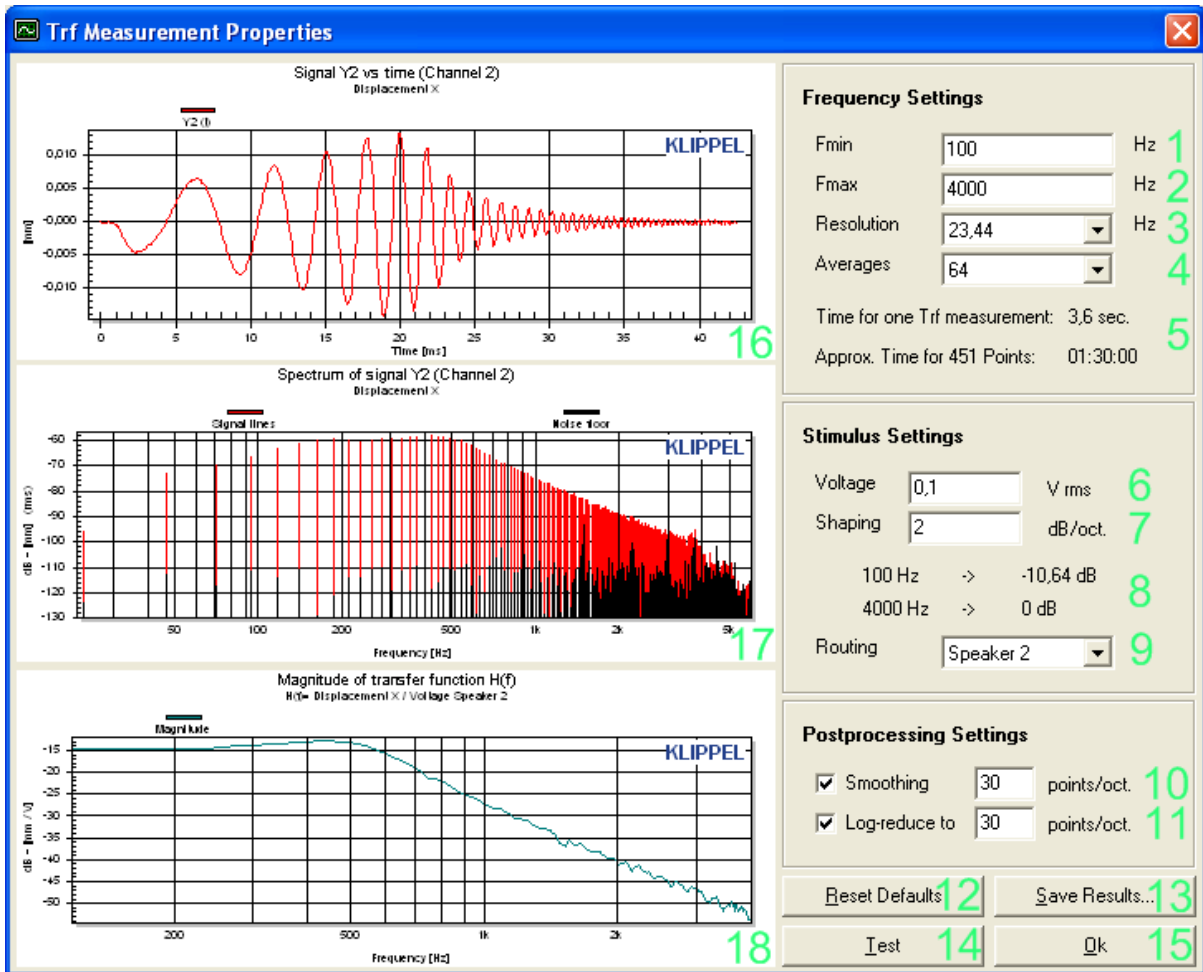 Trf Measurement Properties
Signal Y2 vs time (Channel 2)
Displacement X
Y2 (t)
KLIPPEL
0,010
0,005
-0,000
-0,005
-0,010
[mm]
0 5 10 15 20 25 30 35 40
Time [ms]
16
Spectrum of signal Y2 (Channel 2)
Displacement X
Signal lines Noise floor
KLIPPEL
-60
-70
-80
-90
-100
-110
-120
-130
dB - [mm] (rms)
50 100 200 500 1k 2k 5k
Frequency [Hz]
17
Magnitude of transfer function H(f)
H(f)= Displacement X / Voltage Speaker 2
Magnitude
KLIPPEL
-15
-25
-30
-35
-40
-45
-50
dB - [mm / V]
200 500 1k 2k
Frequency [Hz]
18
Frequency Settings
Fmin 100 Hz 1
Fmax 4000 Hz 2
Resolution 23,44 Hz 3
Averages 64 4
Time for one Trf measurement: 3,6 sec.
5
Approx. Time for 451 Points: 01:30:00
Stimulus Settings
Voltage 0,1 V rms 6
Shaping 2 dB/oct. 7
100 Hz -> -10,64 dB
8
4000 Hz -> 0 dB
Routing Speaker 2 9
Postprocessing Settings
Smoothing 30 points/oct. 10
Log-reduce to 30 points/oct. 11
Reset Defaults 12 Save Results... 13
Test 14 Ok 15